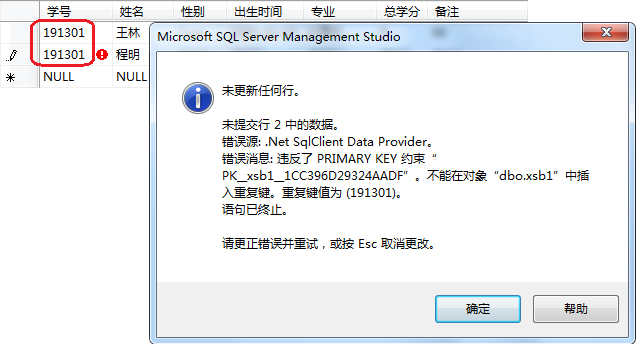 学号 姓名 性别 出生时间 专业 总学分 备注
191301 王林
191301 程明
NULL NULL
Microsoft SQL Server Management Studio
未更新任何行。
未提交行 2 中的数据。
错误源: .Net SqlClient Data Provider。
错误消息: 违反了 PRIMARY KEY 约束“
PK__xsb1__1CC396D29324AADF”。不能在对象“dbo.xsb1”中插
入重复键。重复键值为 (191301)。
语句已终止。
请更正错误并重试，或按 Esc 取消更改。
确定 帮助